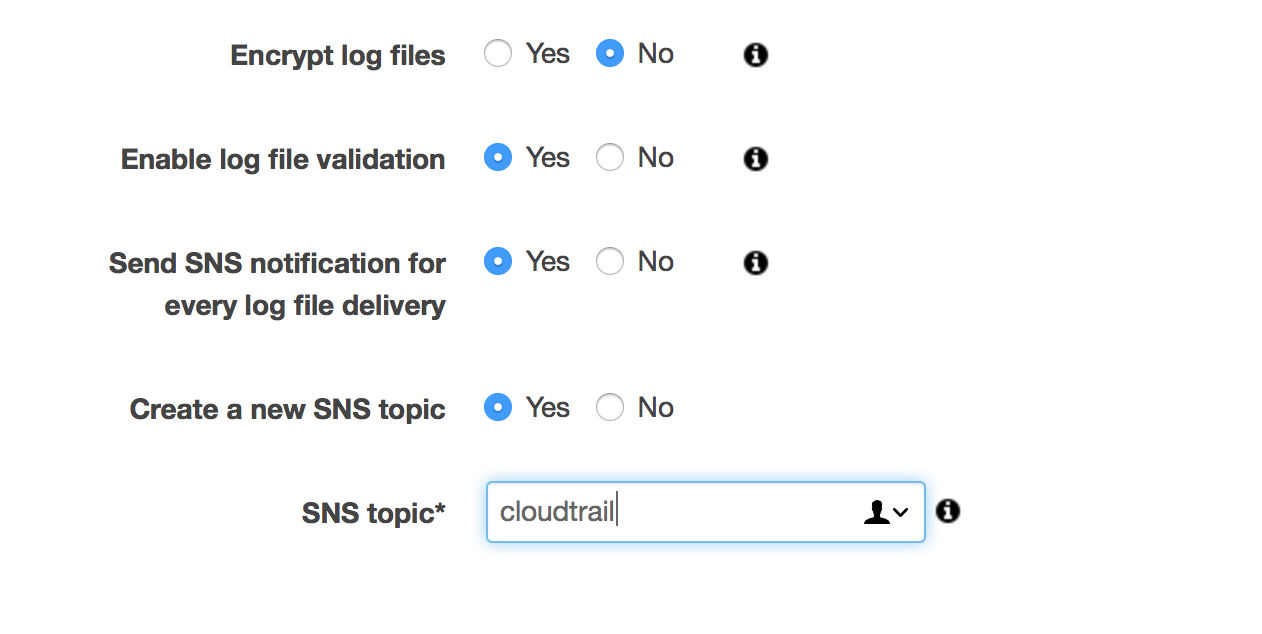 Encrypt log files Yes No
Enable log file validation Yes No
Send SNS notification for Yes No
every log file delivery
Create a new SNS topic Yes No
SNS topic* cloudtrail